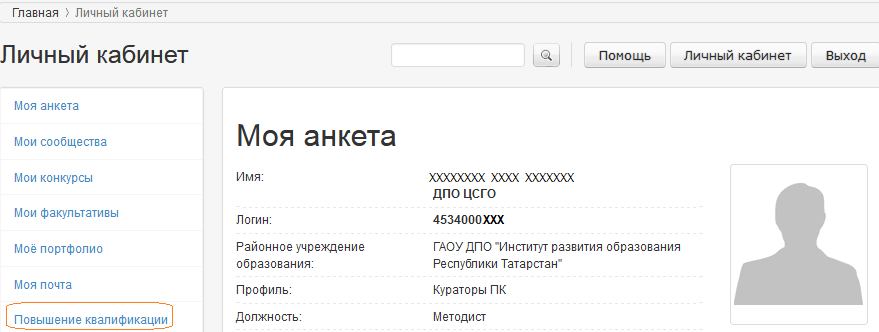 Главная 〉 Личный кабинет
Личный кабинет
Помощь
Личный кабинет
Выход
Моя анкета
Мои сообщества
Мои конкурсы
Мои факультативы
Моё портфолио
Моя почта
Повышение квалификации
Моя анкета
Имя: XXXXXXXX XXXX XXXXXXX
ДПО ЦСГО
Логин: 4534000XXX
Районное учреждение ГАОУ ДПО "Институт развития образования
образования: Республики Татарстан"
Профиль: Кураторы ПК
Должность: Методист